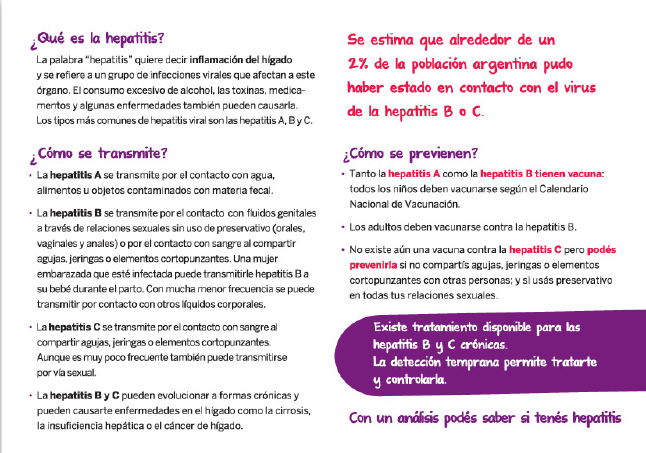 ¿Qué es la hepatitis?
La palabra “hepatitis” quiere decir inflamación del hígado
y se refiere a un grupo de infecciones virales que afectan a este
órgano. El consumo excesivo de alcohol, las toxinas, medica-
mentos y algunas enfermedades también pueden causarla.
Los tipos más comunes de hepatitis viral son las hepatitis A, B y C.
¿Cómo se transmite?
• La hepatitis A se transmite por el contacto con agua,
alimentos u objetos contaminados con materia fecal.
• La hepatitis B se transmite por el contacto con fluidos genitales
a través de relaciones sexuales sin uso de preservativo (orales,
vaginales y anales) o por el contacto con sangre al compartir
agujas, jeringas o elementos cortopunzantes. Una mujer
embarazada que esté infectada puede transmitirle hepatitis B a
su bebé durante el parto. Con mucha menor frecuencia se puede
transmitir por contacto con otros líquidos corporales.
• La hepatitis C se transmite por el contacto con sangre al
compartir agujas, jeringas o elementos cortopunzantes.
Aunque es muy poco frecuente también puede transmitirse
por vía sexual.
• La hepatitis B y C pueden evolucionar a formas crónicas y
pueden causarte enfermedades en el hígado como la cirrosis,
la insuficiencia hepática o el cáncer de hígado.
Se estima que alrededor de un
2% de la población argentina pudo
haber estado en contacto con el virus
de la hepatitis B o C.
¿Cómo se previenen?
• Tanto la hepatitis A como la hepatitis B tienen vacuna:
todos los niños deben vacunarse según el Calendario
Nacional de Vacunación.
• Los adultos deben vacunarse contra la hepatitis B.
• No existe aún una vacuna contra la hepatitis C pero podés
prevenirla si no compartís agujas, jeringas o elementos
cortopunzantes con otras personas; y si usás preservativo
en todas tus relaciones sexuales.
Existe tratamiento disponible para las
hepatitis B y C crónicas.
La detección temprana permite tratarte
y controlarla.
Con un análisis podés saber si tenés hepatitis